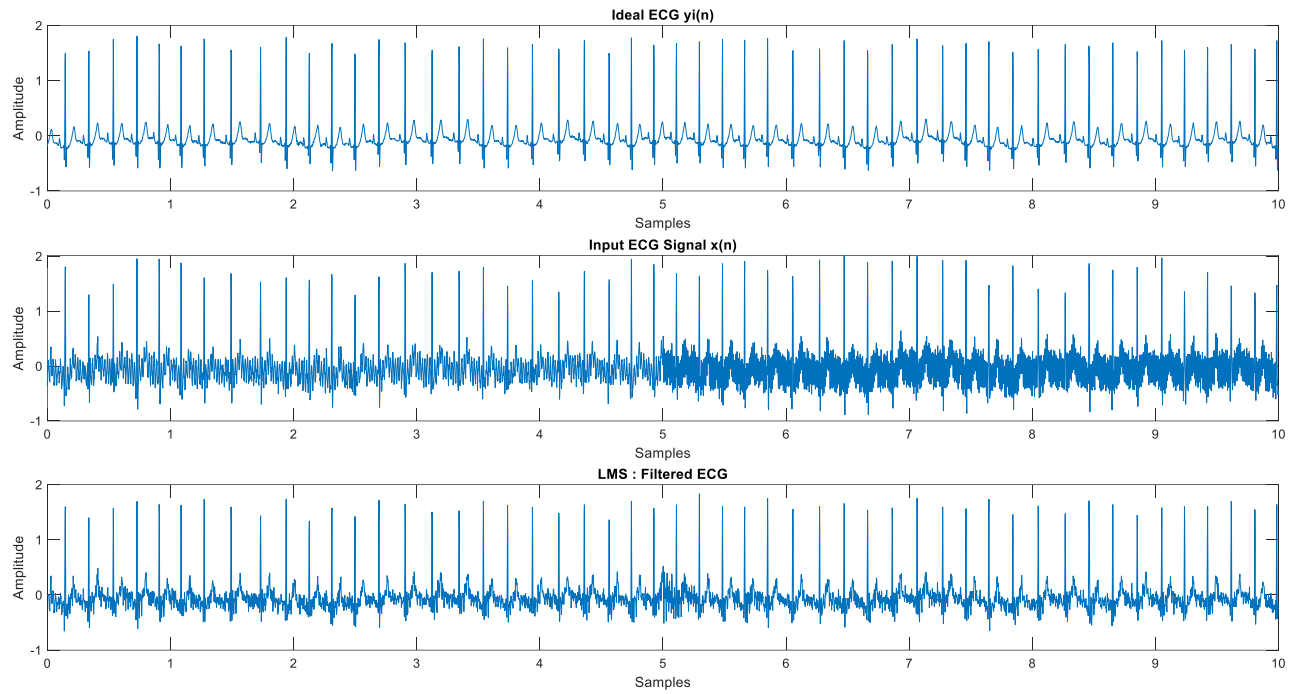 Ideal ECG yi(n)
2
1
0
-1
Amplitude
0 1 2 3 4 5 6 7 8 9 10
Samples
Input ECG Signal x(n)
2
1
0
-1
Amplitude
0 1 2 3 4 5 6 7 8 9 10
Samples
LMS : Filtered ECG
2
1
0
-1
Amplitude
0 1 2 3 4 5 6 7 8 9 10
Samples